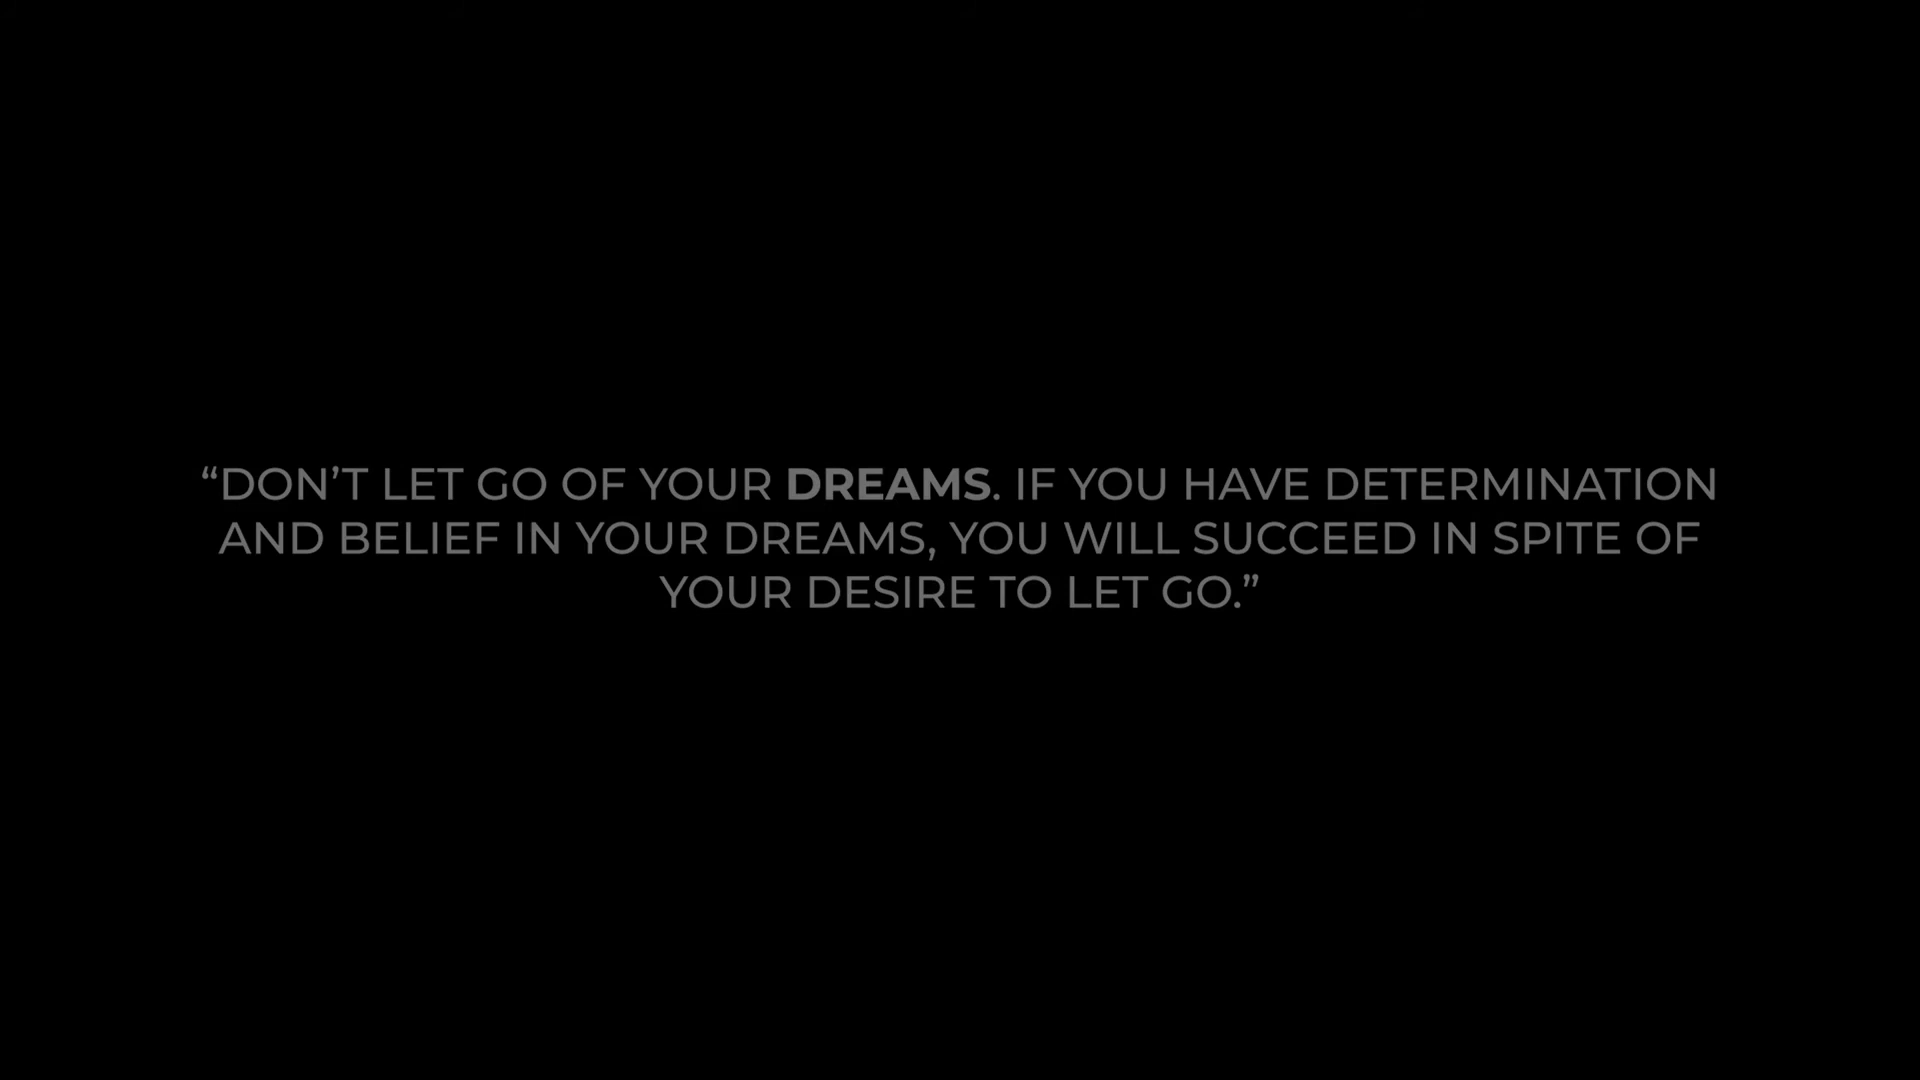 “DON’T LET GO OF YOUR DREAMS. IF YOU HAVE DETERMINATION
AND BELIEF IN YOUR DREAMS, YOU WILL SUCCEED IN SPITE OF
YOUR DESIRE TO LET GO.”